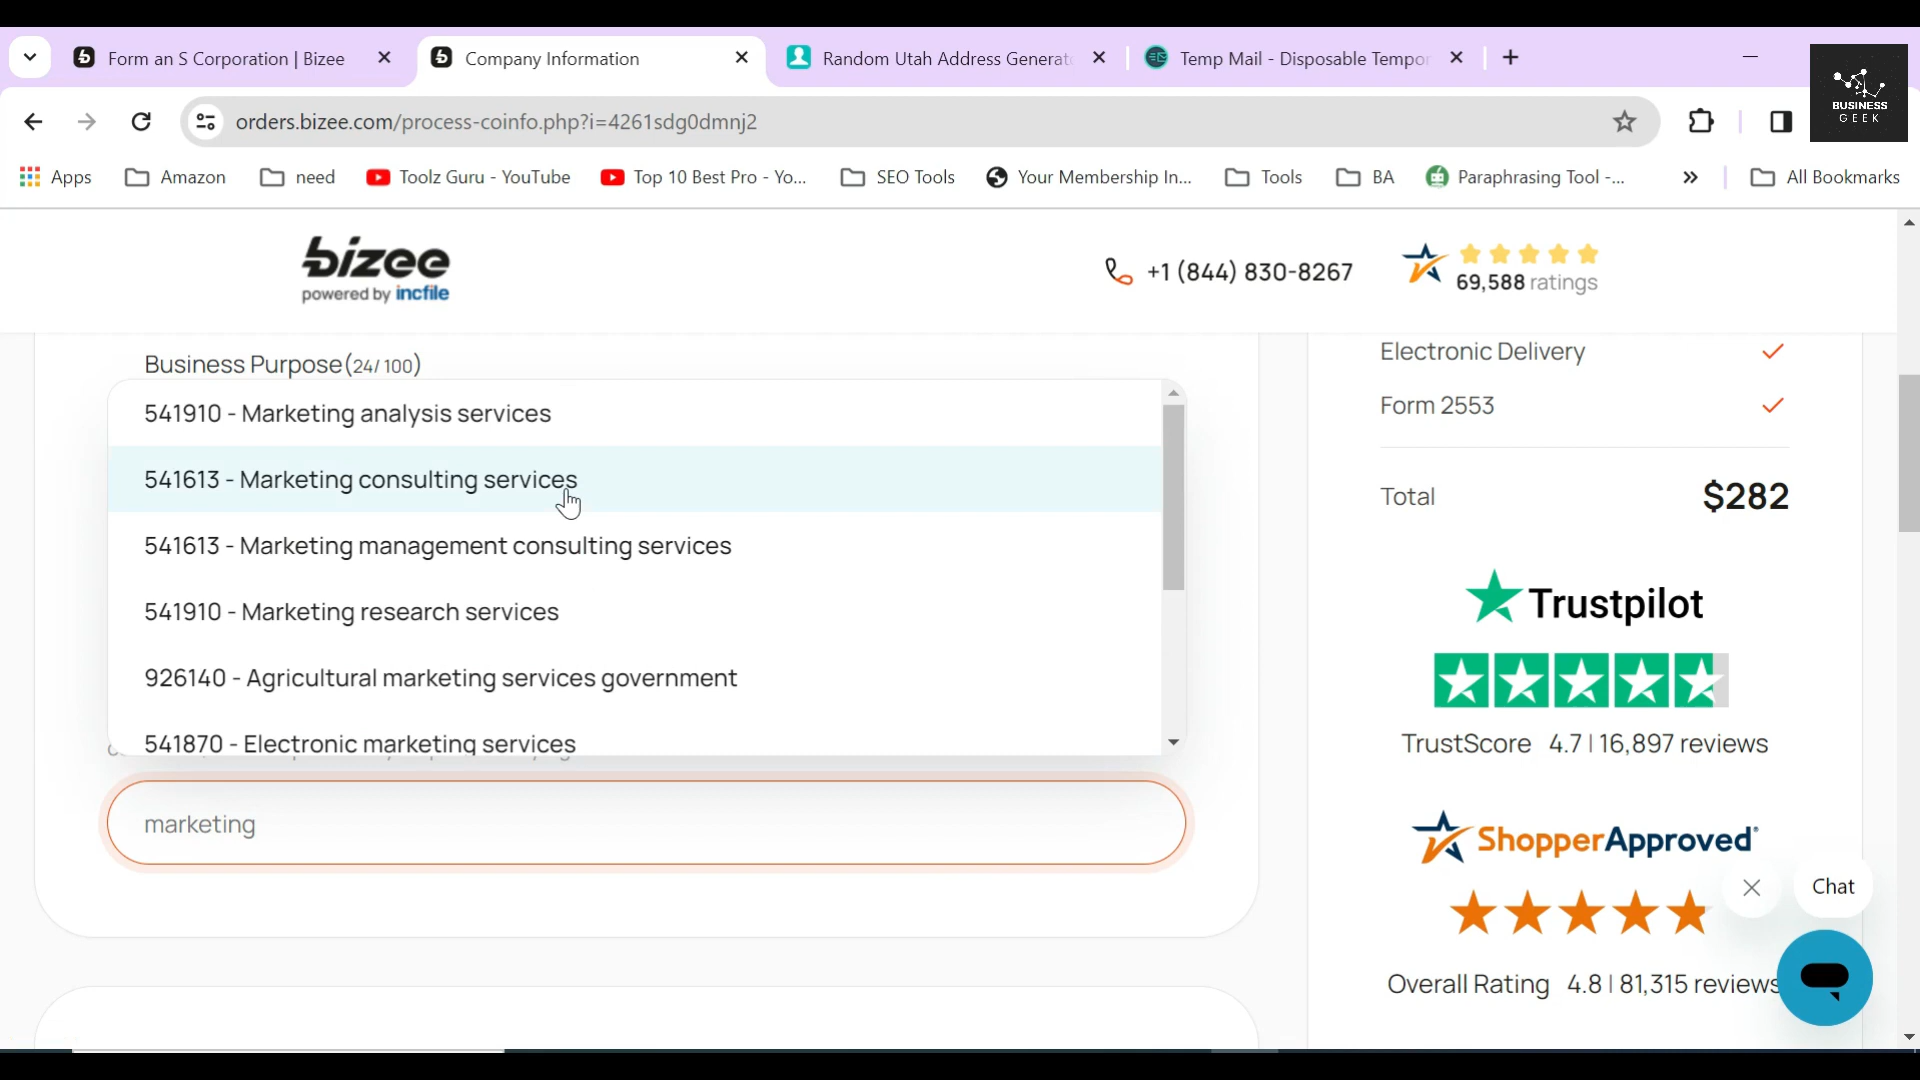 Form an S Corporation | Bizee
Company Information
Random Utah Address Generat
Temp Mail - Disposable Tempor
BUSINESS
GEEK
orders.bizee.com/process-coinfo.php?i=4261sdg0dmnj2
Apps
Amazon
need
Toolz Guru - YouTube
Top 10 Best Pro - Yo...
SEO Tools
Your Membership In...
Tools
BA
Paraphrasing Tool -...
All Bookmarks
bizee
powered by incfile
+1 (844) 830-8267
69,588 ratings
Business Purpose(24/100)
541910 - Marketing analysis services
541613 - Marketing consulting services
541613 - Marketing management consulting services
541910 - Marketing research services
926140 - Agricultural marketing services government
541870 - Electronic marketing services
marketing
Electronic Delivery
Form 2553
Total $282
Trustpilot
TrustScore 4.7 | 16,897 reviews
ShopperApproved
Overall Rating 4.8 | 81,315 reviews
Chat